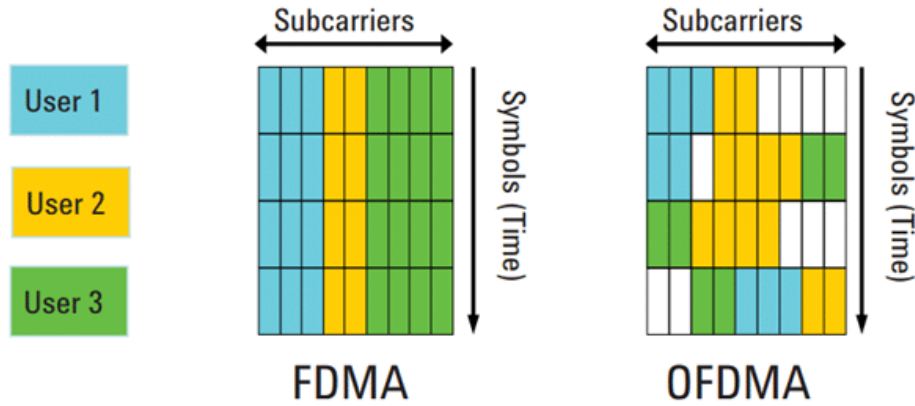 Subcarriers
Subcarriers
User 1
User 2
User 3
Symbols (Time)
Symbols (Time)
FDMA
OFDMA